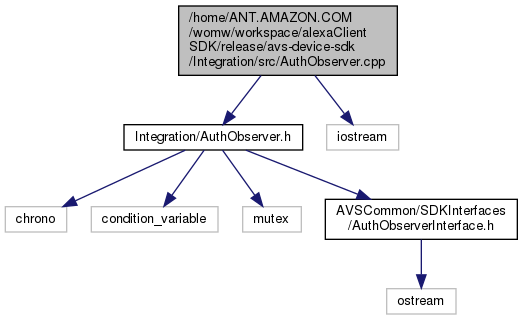 /home/ANT.AMAZON.COM
/womw/workspace/alexaClient
SDK/release/avs-device-sdk
/Integration/src/AuthObserver.cpp
Integration/AuthObserver.h
iostream
chrono
condition_variable
mutex
AVSCommon/SDKInterfaces
/AuthObserverInterface.h
ostream